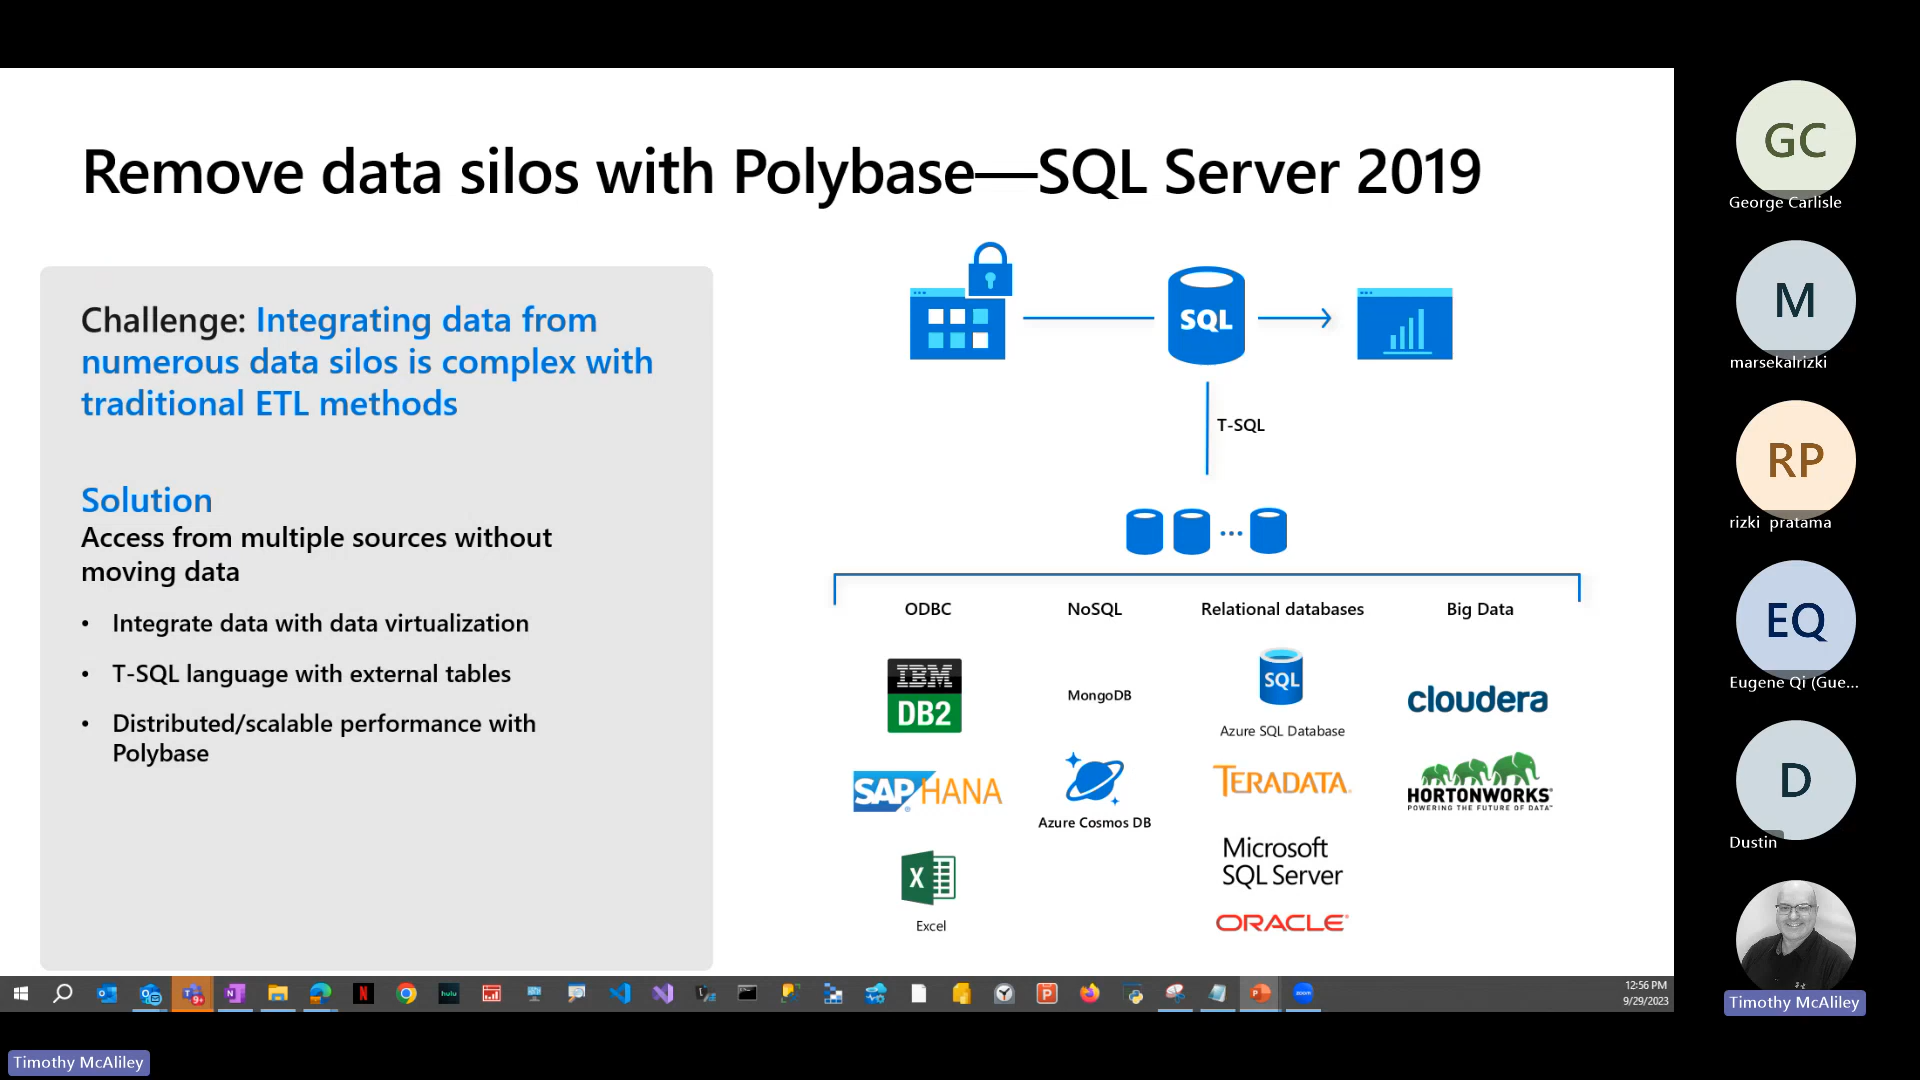 Remove data silos with Polybase—SQL Server 2019
Challenge: Integrating data from
numerous data silos is complex with
traditional ETL methods
Solution
Access from multiple sources without
moving data
• Integrate data with data virtualization
• T-SQL language with external tables
• Distributed/scalable performance with
Polybase
SQL
T-SQL
ODBC
NoSQL
Relational databases
Big Data
IBM
DB2
SAP HANA
X
Excel
MongoDB
Azure Cosmos DB
SQL
Azure SQL Database
TERADATA
Microsoft
SQL Server
ORACLE
cloudera
HORTONWORKS
POWERING THE FUTURE OF DATA
GC
George Carlisle
M
marsekalrizki
RP
rizki pratama
EQ
Eugene Qi (Gue...
D
Dustin
Timothy McAliley
hulu
12:56 PM
9/29/2023
Timothy McAliley